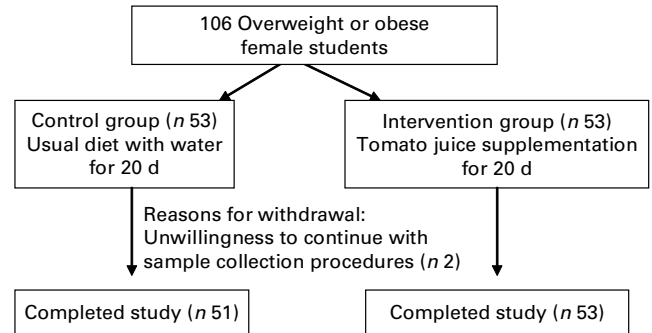 106 Overweight or obese
female students
Control group (n 53)
Usual diet with water
for 20 d
Intervention group (n 53)
Tomato juice supplementation
for 20 d
Reasons for withdrawal:
Unwillingness to continue with
sample collection procedures (n 2)
Completed study (n 51)
Completed study (n 53)